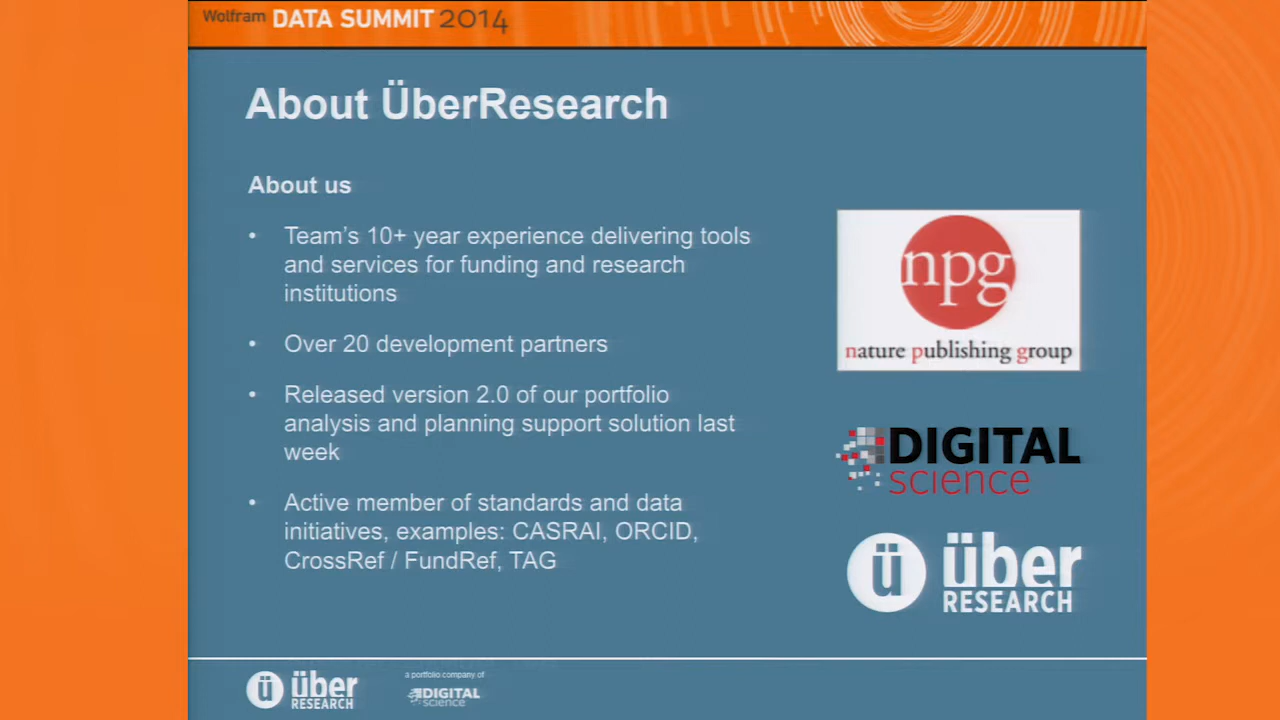 Wolfram DATA SUMMIT 2014
About ÜberResearch
About us
• Team's 10+ year experience delivering tools
and services for funding and research
institutions
• Over 20 development partners
• Released version 2.0 of our portfolio
analysis and planning support solution last
week
• Active member of standards and data
initiatives, examples: CASRAI, ORCID,
CrossRef / FundRef, TAG
npg
nature publishing group
DIGITAL
science
ü über
RESEARCH
ü über
RESEARCH
a portfolio company of
DIGITAL
science